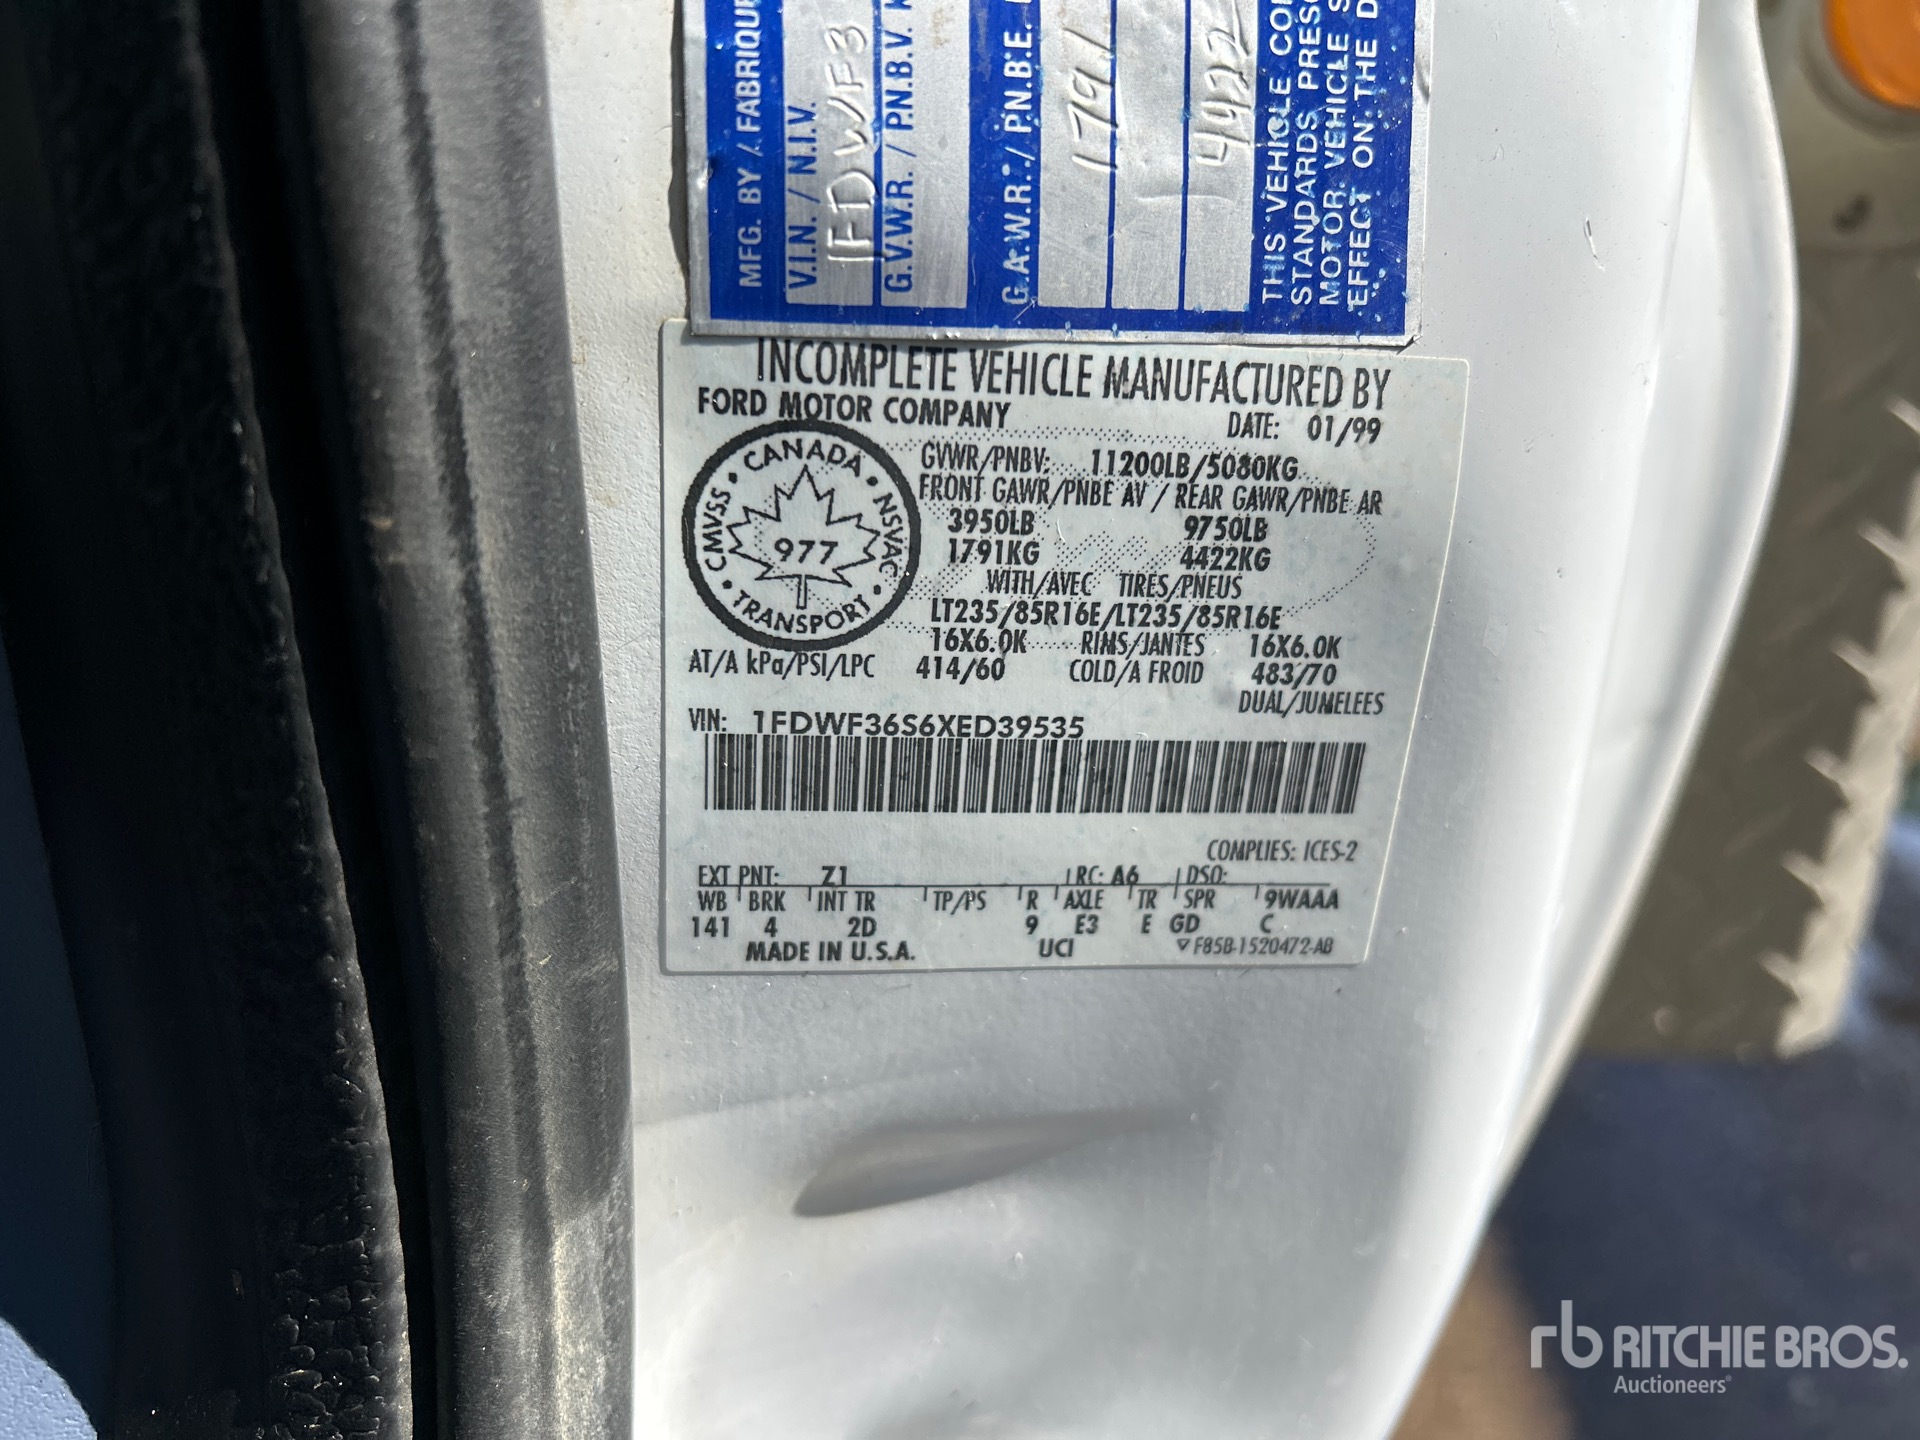 MFG. BY / FABRIQU
V.I.N. / N.I.V.
1FDWF3
G.V.W.R. / P.N.B.V. K
G.A.W.R. / P.N.B.E.
1791
4422
THIS VEHICLE CO
STANDARDS PRES
MOTOR VEHICLE S
EFFECT ON THE D
INCOMPLETE VEHICLE MANUFACTURED BY
FORD MOTOR COMPANY
DATE: 01/99
CANADA
CMVSS • NSVAC
977
TRANSPORT
GVWR/PNBV: 11200LB/5080KG
FRONT GAWR/PNBE AV / REAR GAWR/PNBE AR
3950LB 9750LB
1791KG 4422KG
WITH/AVEC TIRES/PNEUS
LT235/85R16E/LT235/85R16E
16X6.0K RIMS/JANTES 16X6.0K
AT/A kPa/PSI/LPC 414/60 COLD/A FROID 483/70
DUAL/JUMELEES
VIN: 1FDWF36S6XED39535
COMPLIES: ICES-2
EXT PNT: Z1 RC: A6 DSO:
WB BRK INT TR TP/PS R AXLE TR SPR 9WAAA
141 4 2D 9 E3 E GD C
MADE IN U.S.A. UCI ▽ F85B-1520472-AB
rb RITCHIE BROS.
Auctioneers